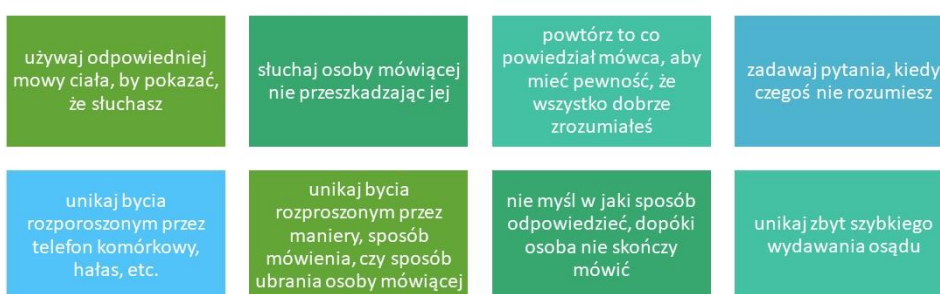 używaj odpowiedniej
mowy ciała, by pokazać,
że słuchasz
słuchaj osoby mówiącej
nie przeszkadzając jej
powtórz to co
powiedział mówca, aby
mieć pewność, że
wszystko dobrze
zrozumiałeś
zadawaj pytania, kiedy
czegoś nie rozumiesz
unikaj bycia
rozporoszonym przez
telefon komórkowy,
hałas, etc.
unikaj bycia
rozproszonym przez
maniery, sposób
mówienia, czy sposób
ubrania osoby mówiącej
nie myśl w jaki sposób
odpowiedzieć, dopóki
osoba nie skończy
mówić
unikaj zbyt szybkiego
wydawania osądu